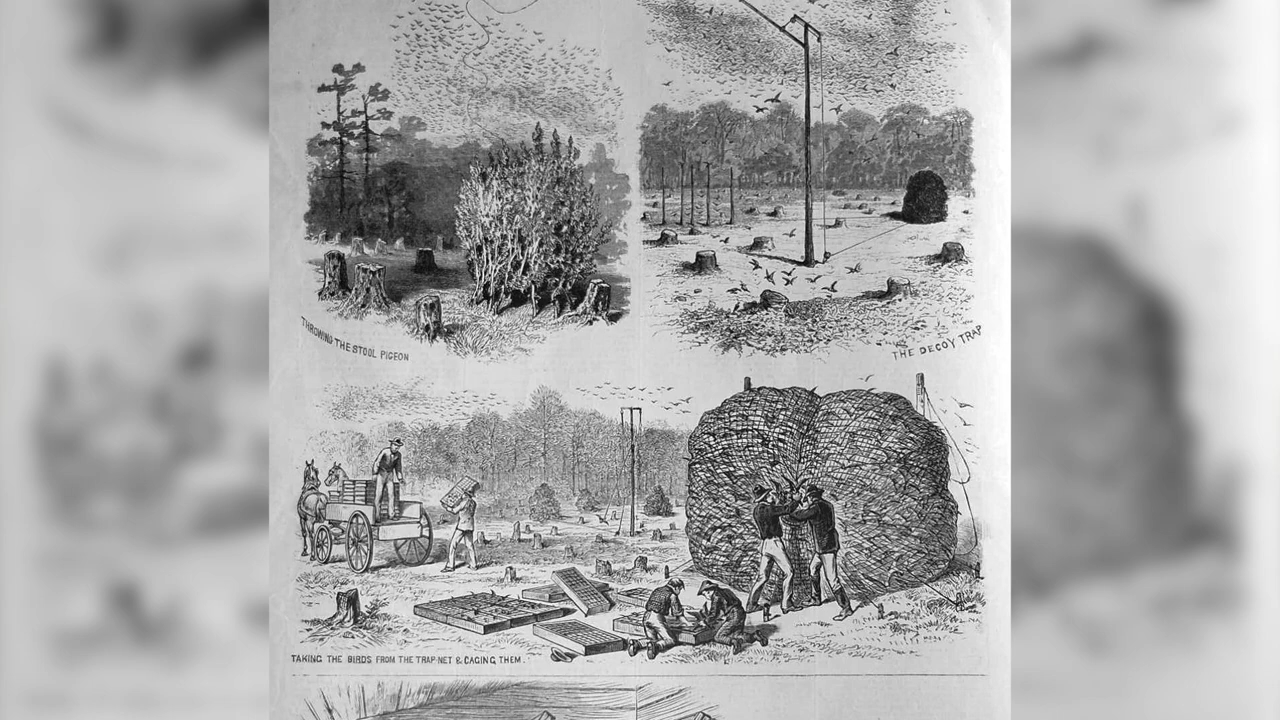 THROWING THE STOOL PIGEON
THE DECOY TRAP
TAKING THE BIRDS FROM THE TRAP-NET & CAGING THEM.